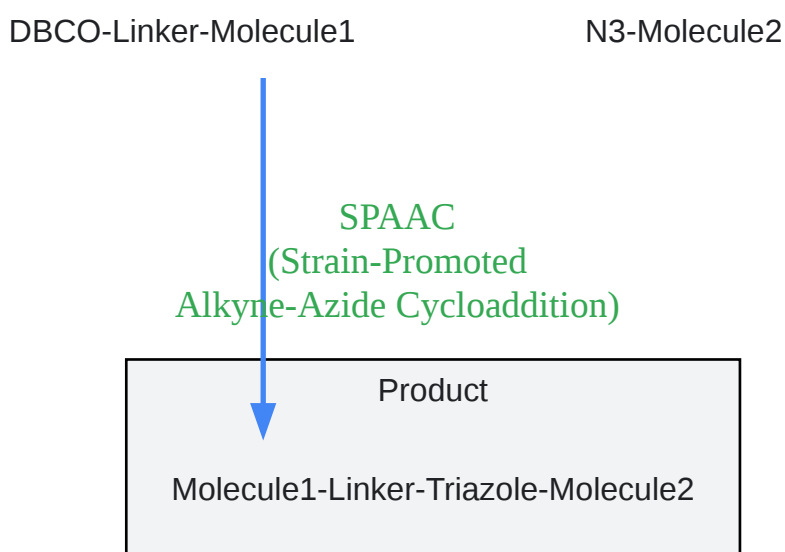 DBCO-Linker-Molecule1 N3-Molecule2
SPAAC
(Strain-Promoted
Alkyne-Azide Cycloaddition)
Product
Molecule1-Linker-Triazole-Molecule2